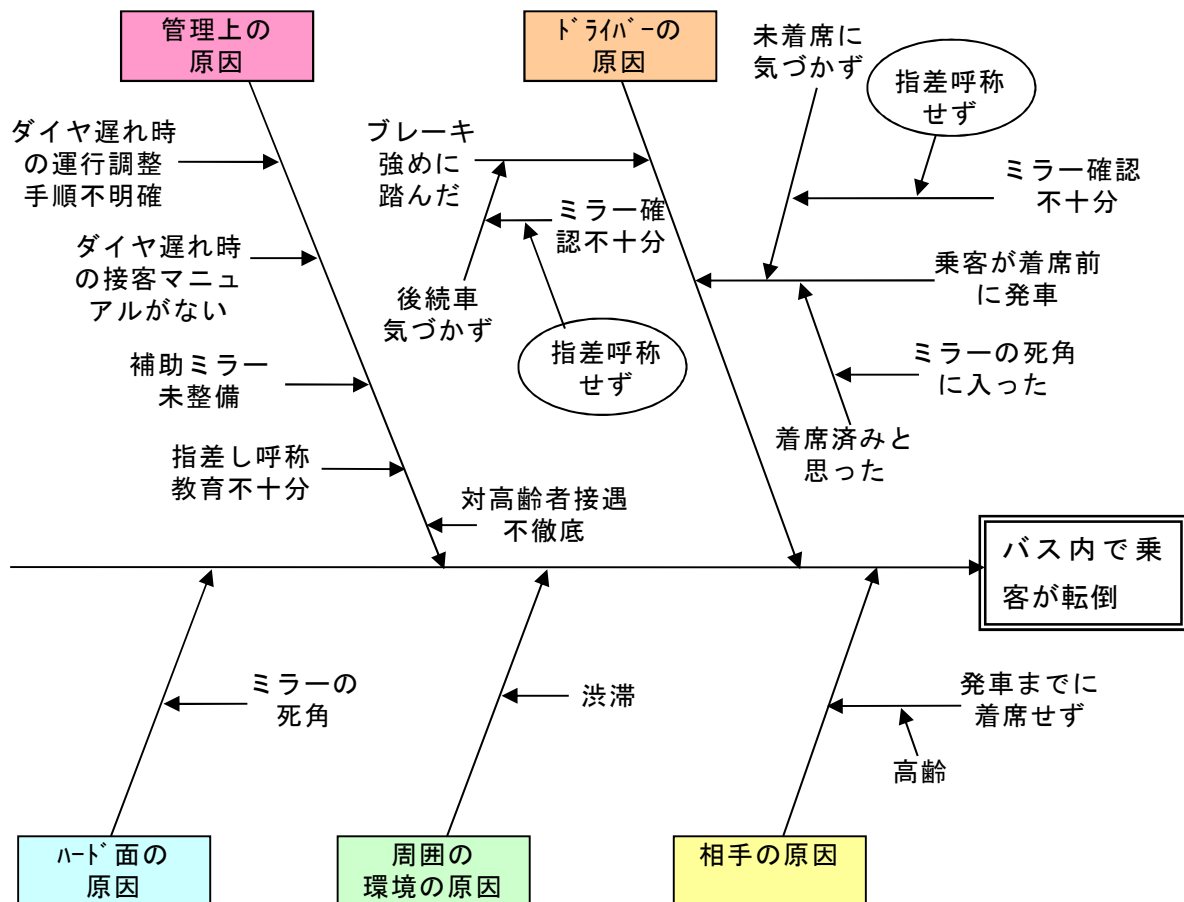 管理上の
原因
ドライバーの
原因
未着席に
気づかず
指差呼称
せず
ダイヤ遅れ時
の運行調整
手順不明確
ブレーキ
強めに
踏んだ
ミラー確認
不十分
ミラー確
認不十分
ダイヤ遅れ時
の接客マニュ
アルがない
後続車
気づかず
乗客が着席前
に発車
指差呼称
せず
補助ミラー
未整備
ミラーの死角
に入った
着席済みと
思った
指差し呼称
教育不十分
対高齢者接遇
不徹底
バス内で乗
客が転倒
ミラーの
死角
渋滞
発車までに
着席せず
高齢
ハード面の
原因
周囲の
環境の原因
相手の原因